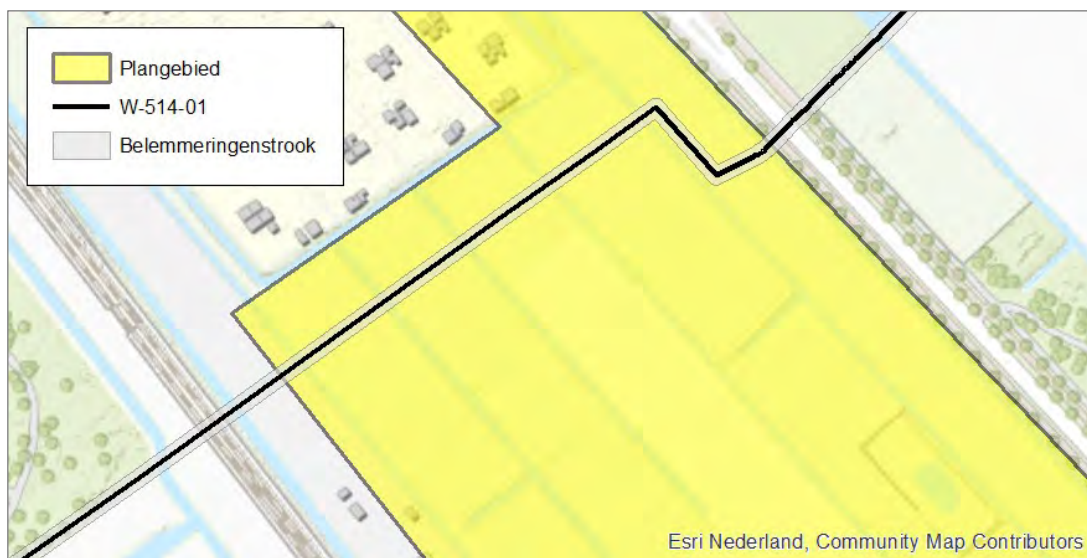 Plangebied
W-514-01
Belemmeringenstrook
Esri Nederland, Community Map Contributors